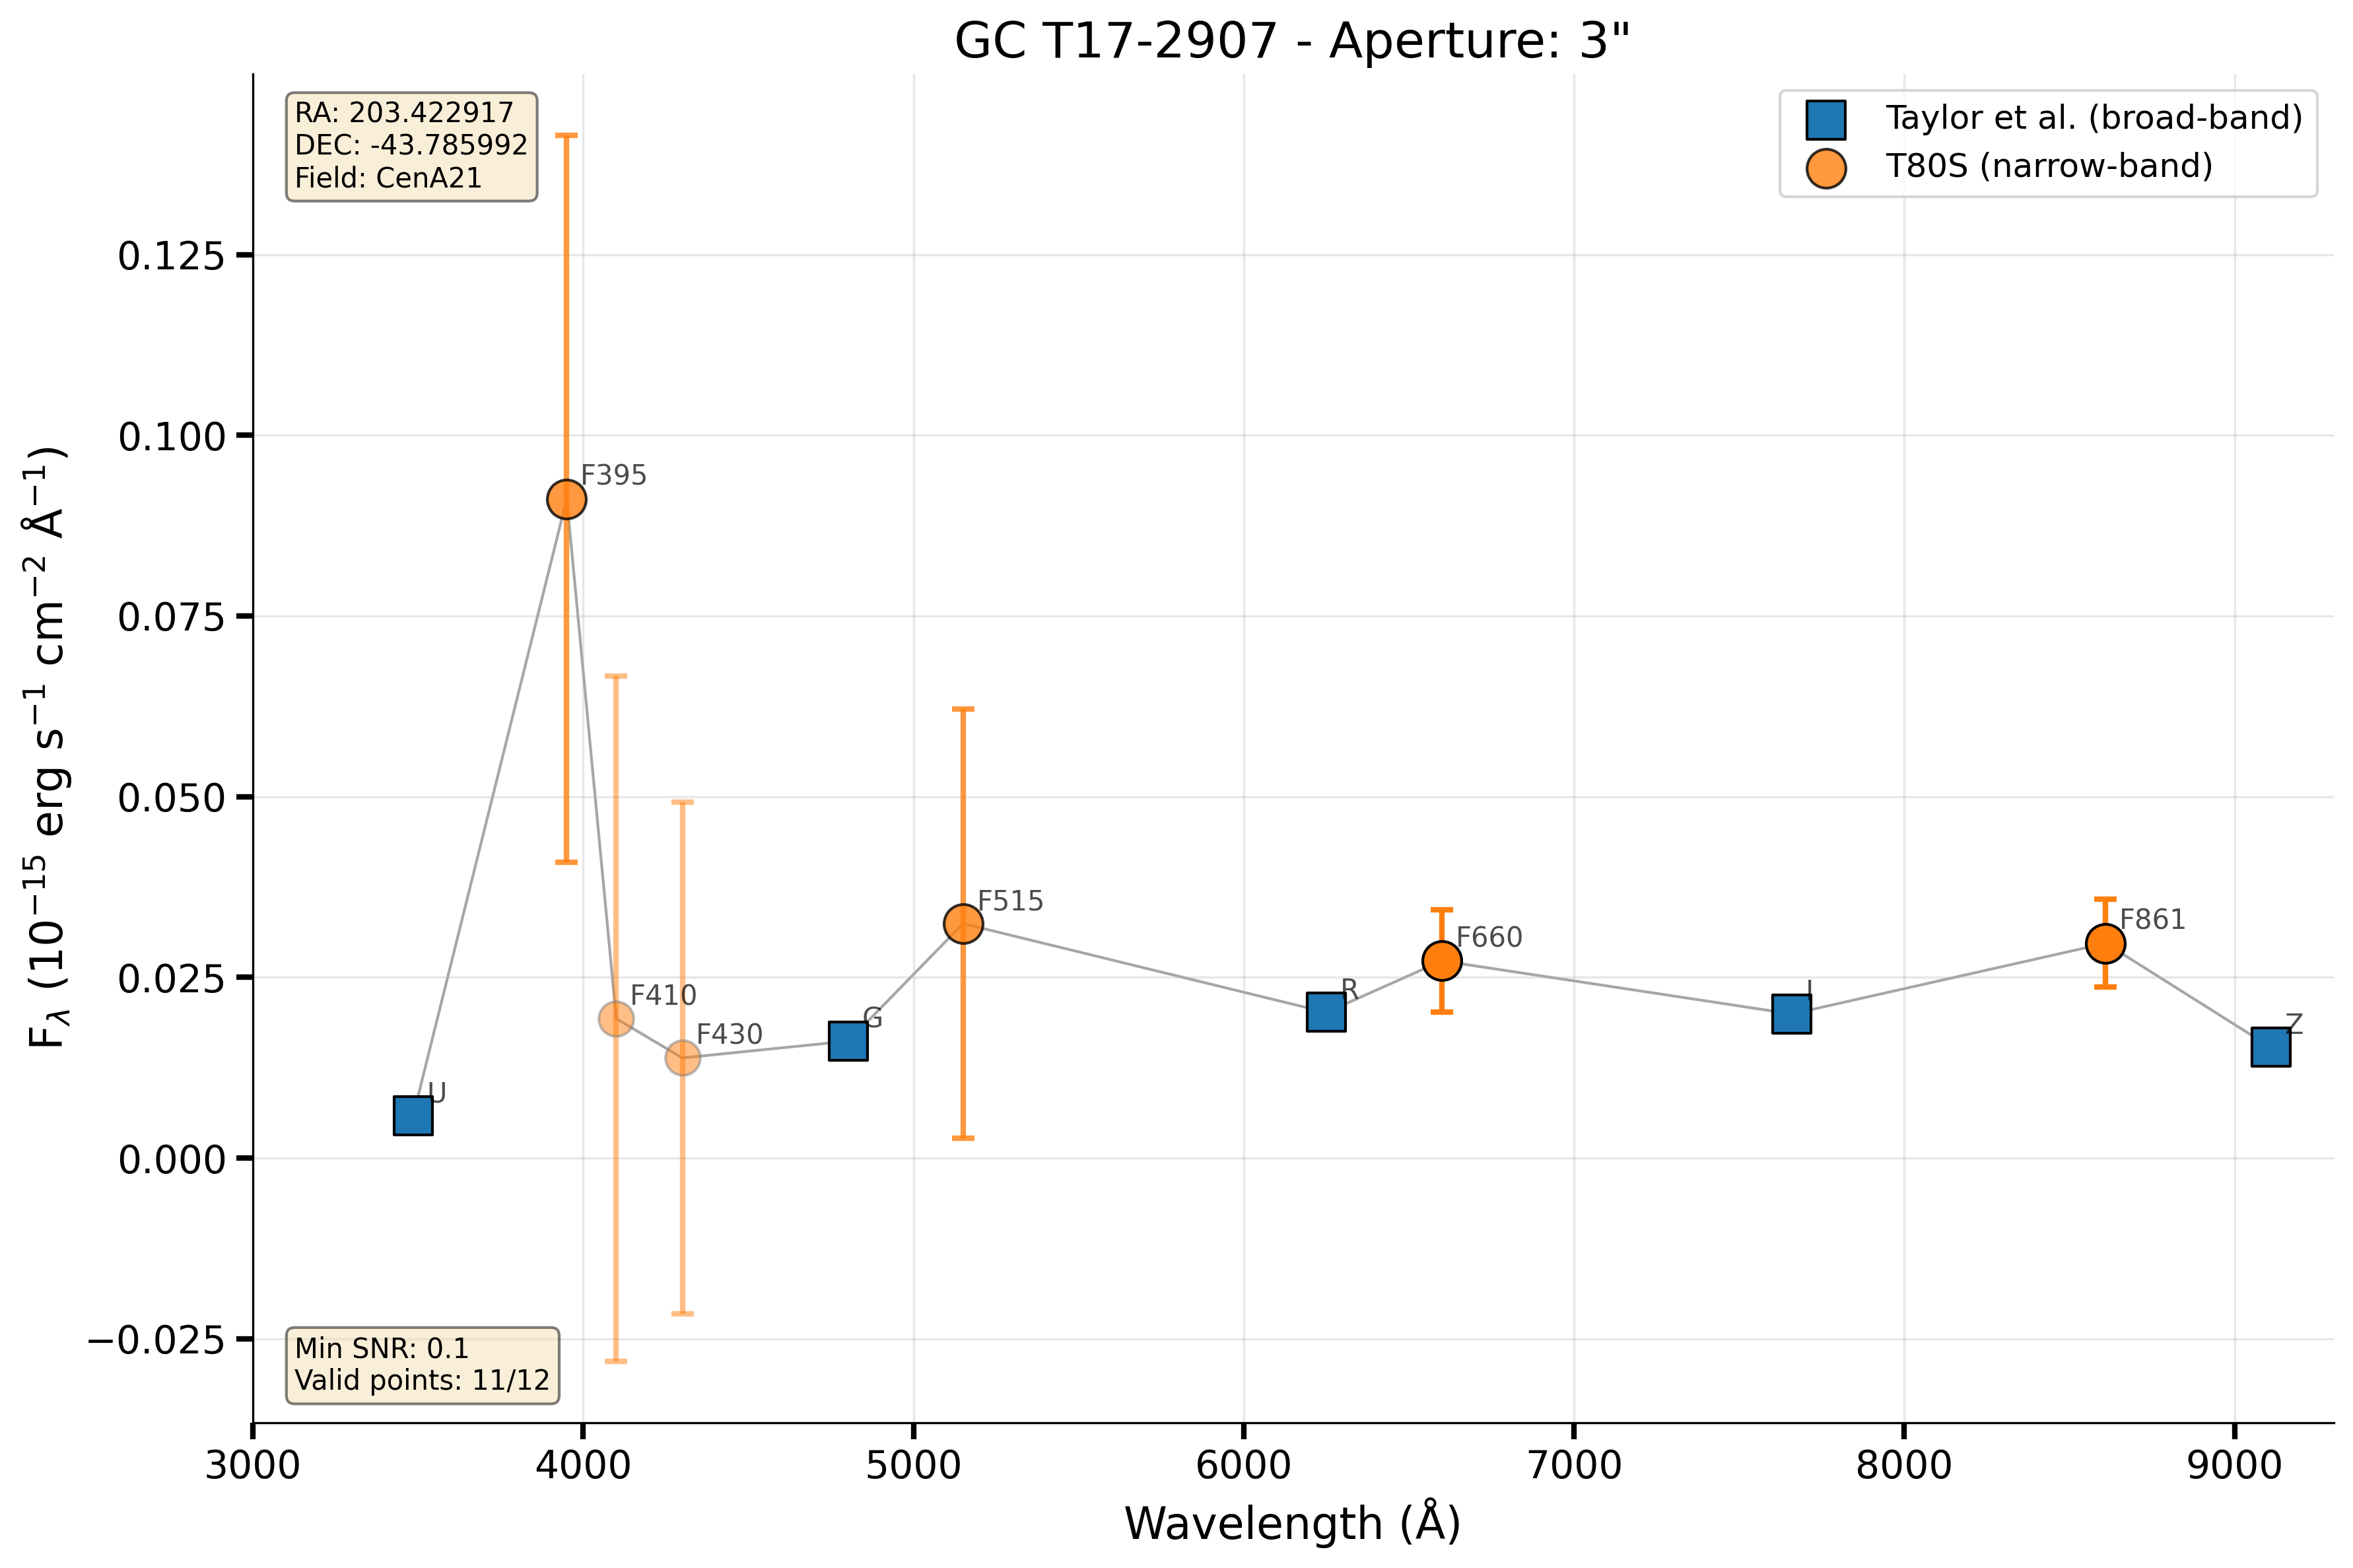 GC T17-2907 - Aperture: 3"
RA: 203.422917
DEC: -43.785992
Field: CenA21
Taylor et al. (broad-band)
T80S (narrow-band)
F_λ (10⁻¹⁵ erg s⁻¹ cm⁻² Å⁻¹)
0.125
0.100
0.075
0.050
0.025
0.000
−0.025
F395
F515
F660
F861
F410
F430
U
G
R
I
Z
Min SNR: 0.1
Valid points: 11/12
3000 4000 5000 6000 7000 8000 9000
Wavelength (Å)